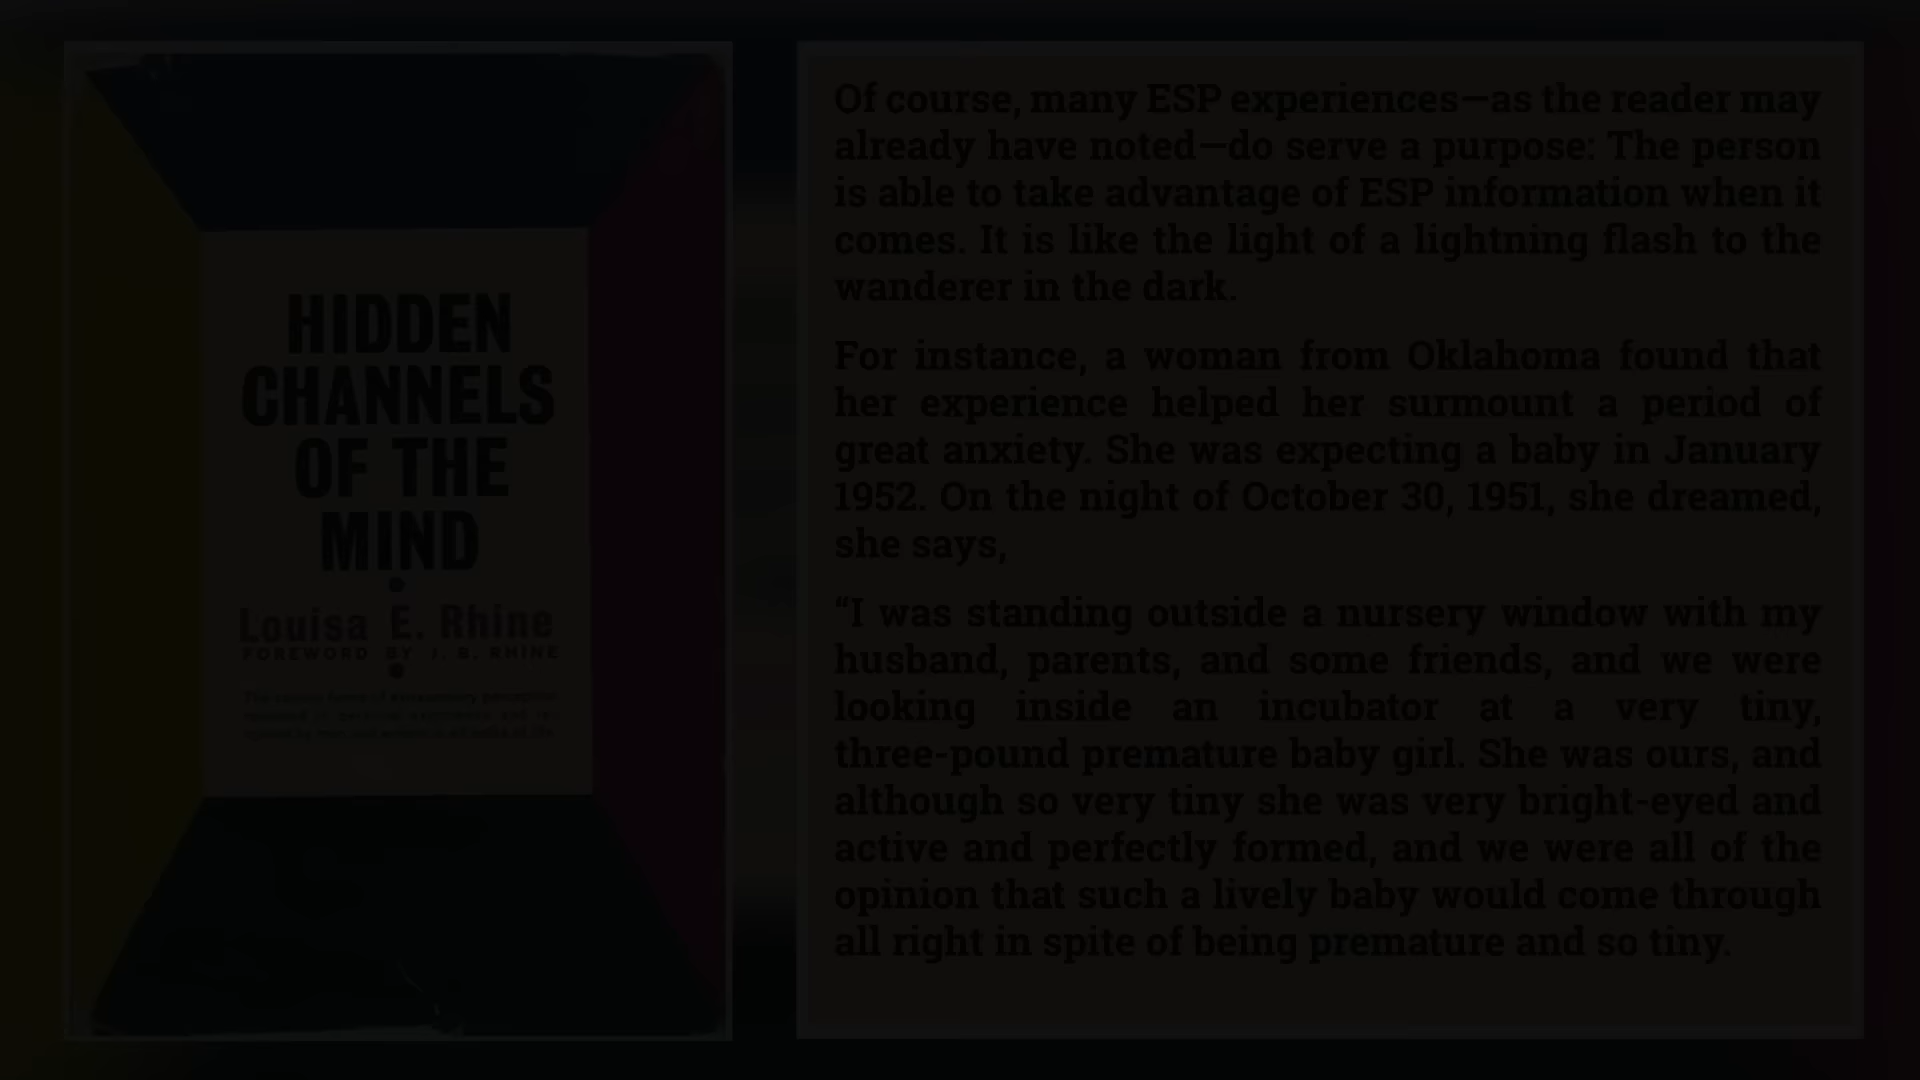 HIDDEN
CHANNELS
OF THE
MIND
Louisa E. Rhine
FOREWORD BY J. B. RHINE
Of course, many ESP experiences—as the reader may
already have noted—do serve a purpose: The person
is able to take advantage of ESP information when it
comes. It is like the light of a lightning flash to the
wanderer in the dark.
For instance, a woman from Oklahoma found that
her experience helped her surmount a period of
great anxiety. She was expecting a baby in January
1952. On the night of October 30, 1951, she dreamed,
she says,
“I was standing outside a nursery window with my
husband, parents, and some friends, and we were
looking inside an incubator at a very tiny,
three-pound premature baby girl. She was ours, and
although so very tiny she was very bright-eyed and
active and perfectly formed, and we were all of the
opinion that such a lively baby would come through
all right in spite of being premature and so tiny.